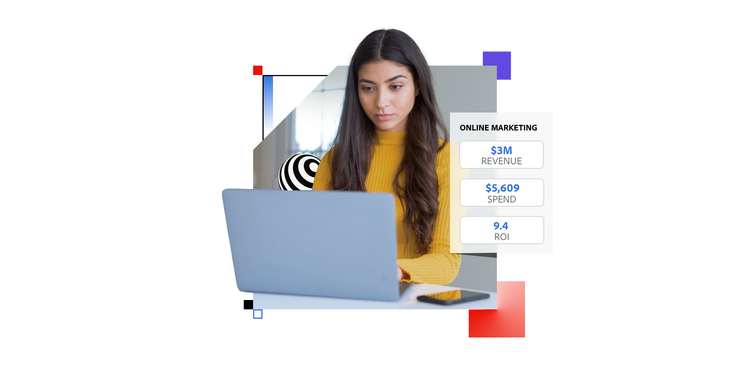 ONLINE MARKETING
$3M
REVENUE
$5,609
SPEND
9.4
ROI